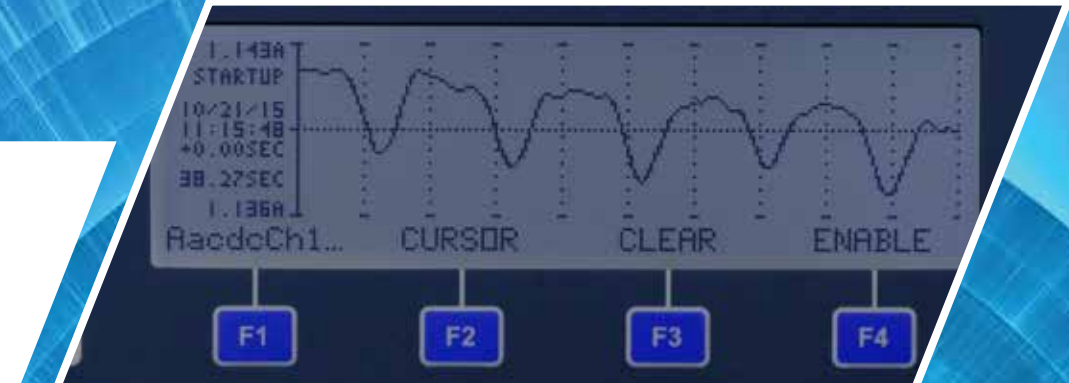 1.143A
STARTUP
10/21/15
11:15:48
+0.00SEC
38.27SEC
1.136A
AacdcCh1... CURSOR CLEAR ENABLE
F1 F2 F3 F4